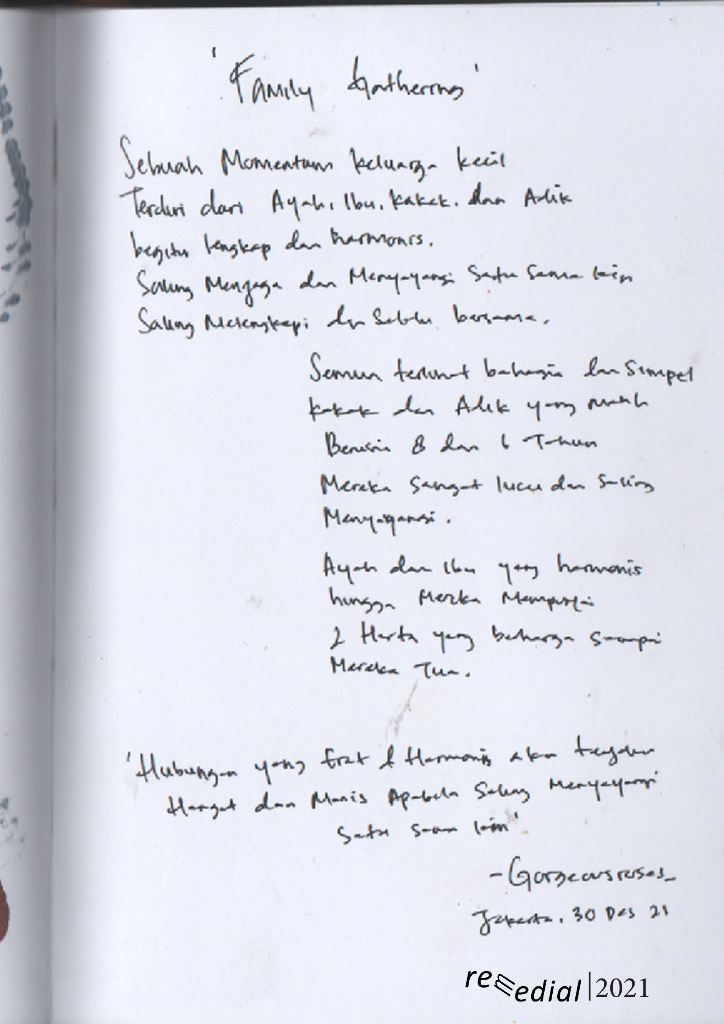 'Family Gatherings'
Sebuah Momentum keluarga kecil
Terdiri dari Ayah, Ibu, kakak. dan Adik
begitu lengkap dan harmonis.
Saling Menjaga dan Menyayangi Satu Sama lain
Saling Melengkapi dan Selalu bersama.
Semua terlihat bahagia dan Simpel
kakak dan Adik yang masih
Berusia 8 dan 6 Tahun
Mereka Sangat lucu dan Saling
Menyayangi.
Ayah dan Ibu yang harmonis
hingga Mereka Mempunyai
2 Harta yang berharga Sampai
Mereka Tua.
'Hubungan yang Erat & Harmonis akan
Hangat dan Manis Apabila Saling Menyayangi
Satu Sama lain'
-Gorgeousroses_
Jakarta, 30 Des 21
remedial|2021